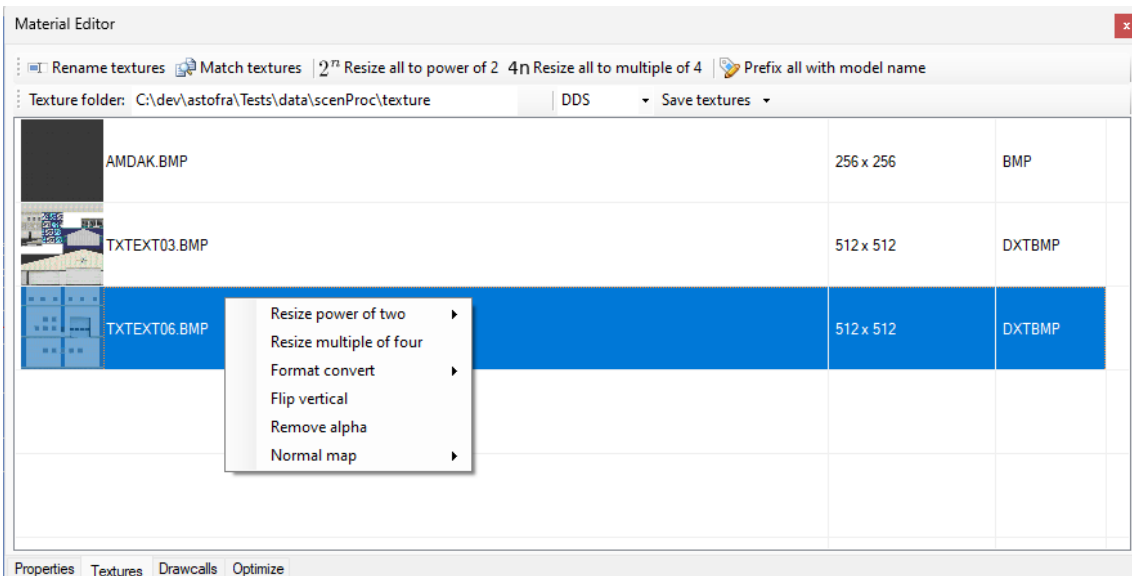 Material Editor
x
Rename textures Match textures 2ⁿ Resize all to power of 2 4n Resize all to multiple of 4 Prefix all with model name
Texture folder: C:\dev\astofra\Tests\data\scenProc\texture DDS Save textures
AMDAK.BMP 256 x 256 BMP
TXTEXT03.BMP 512 x 512 DXTBMP
TXTEXT06.BMP 512 x 512 DXTBMP
Resize power of two
Resize multiple of four
Format convert
Flip vertical
Remove alpha
Normal map
Properties Textures Drawcalls Optimize